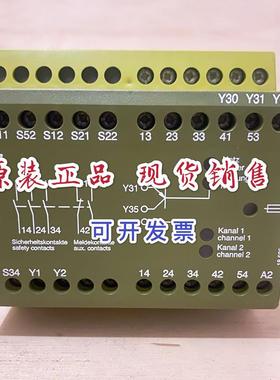 Y30 Y31 Y
11 S52 S12 S21 S22 13 23 33 41 53
原装正品 现货销售
Y31
14 24 34 42
Y35
可开发票
Sicherheitskontakte
safety contacts
Meldekontakte
aux. contacts
Kanal 1
channel 1
Kanal 2
channel 2
S34 Y1 Y2 14 24 34 42 54 A2